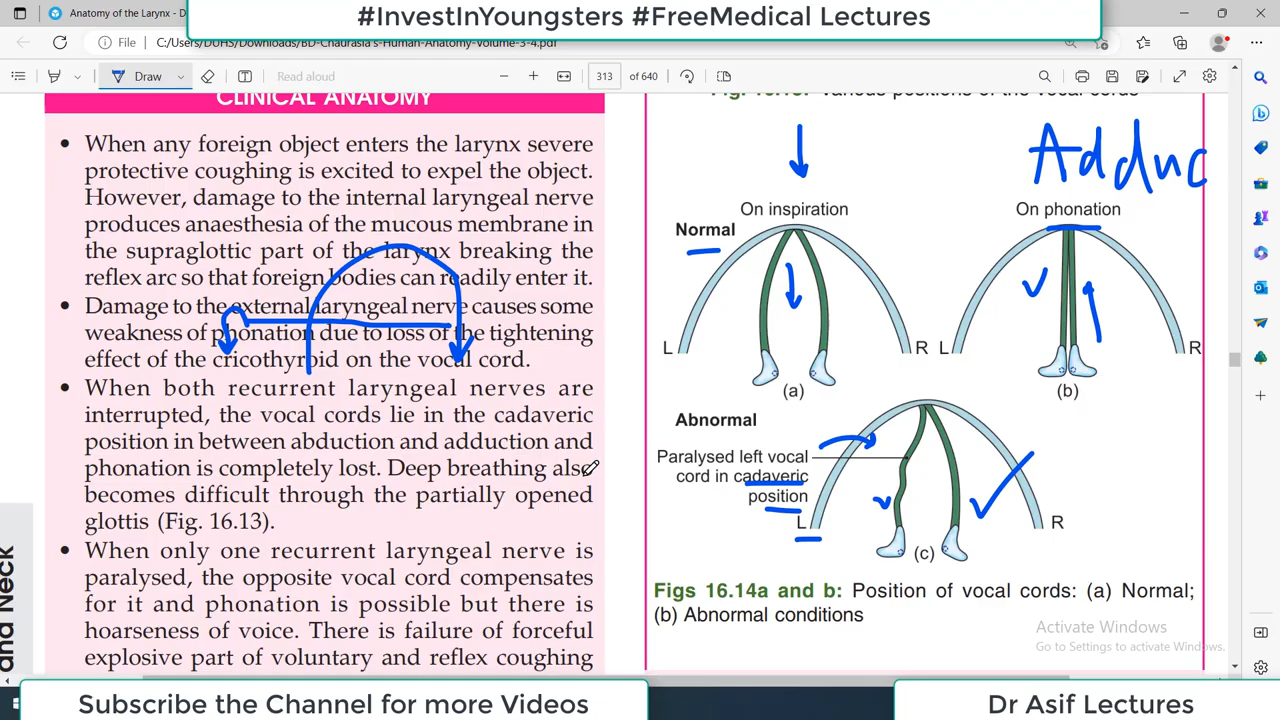 #InvestInYoungsters #FreeMedical Lectures
Anatomy of the Larynx - D
File
C:/Users/DUHS/Downloads/BD-Chaurasia's-Human-Anatomy-Volume-3-4.pdf
Draw
Read aloud
313
of 640
CLINICAL ANATOMY
• When any foreign object enters the larynx severe
protective coughing is excited to expel the object.
However, damage to the internal laryngeal nerve
produces anaesthesia of the mucous membrane in
the supraglottic part of the larynx breaking the
reflex arc so that foreign bodies can readily enter it.
• Damage to the external laryngeal nerve causes some
weakness of phonation due to loss of the tightening
effect of the cricothyroid on the vocal cord.
• When both recurrent laryngeal nerves are
interrupted, the vocal cords lie in the cadaveric
position in between abduction and adduction and
phonation is completely lost. Deep breathing also
becomes difficult through the partially opened
glottis (Fig. 16.13).
• When only one recurrent laryngeal nerve is
paralysed, the opposite vocal cord compensates
for it and phonation is possible but there is
hoarseness of voice. There is failure of forceful
explosive part of voluntary and reflex coughing
Various positions of the vocal cords
Adduc
On inspiration
On phonation
Normal
L
R
L
R
(a)
(b)
Abnormal
Paralysed left vocal
cord in cadaveric
position
L
R
(c)
Figs 16.14a and b: Position of vocal cords: (a) Normal;
(b) Abnormal conditions
Activate Windows
Go to Settings to activate Windows.
and Neck
Subscribe the Channel for more Videos
Dr Asif Lectures